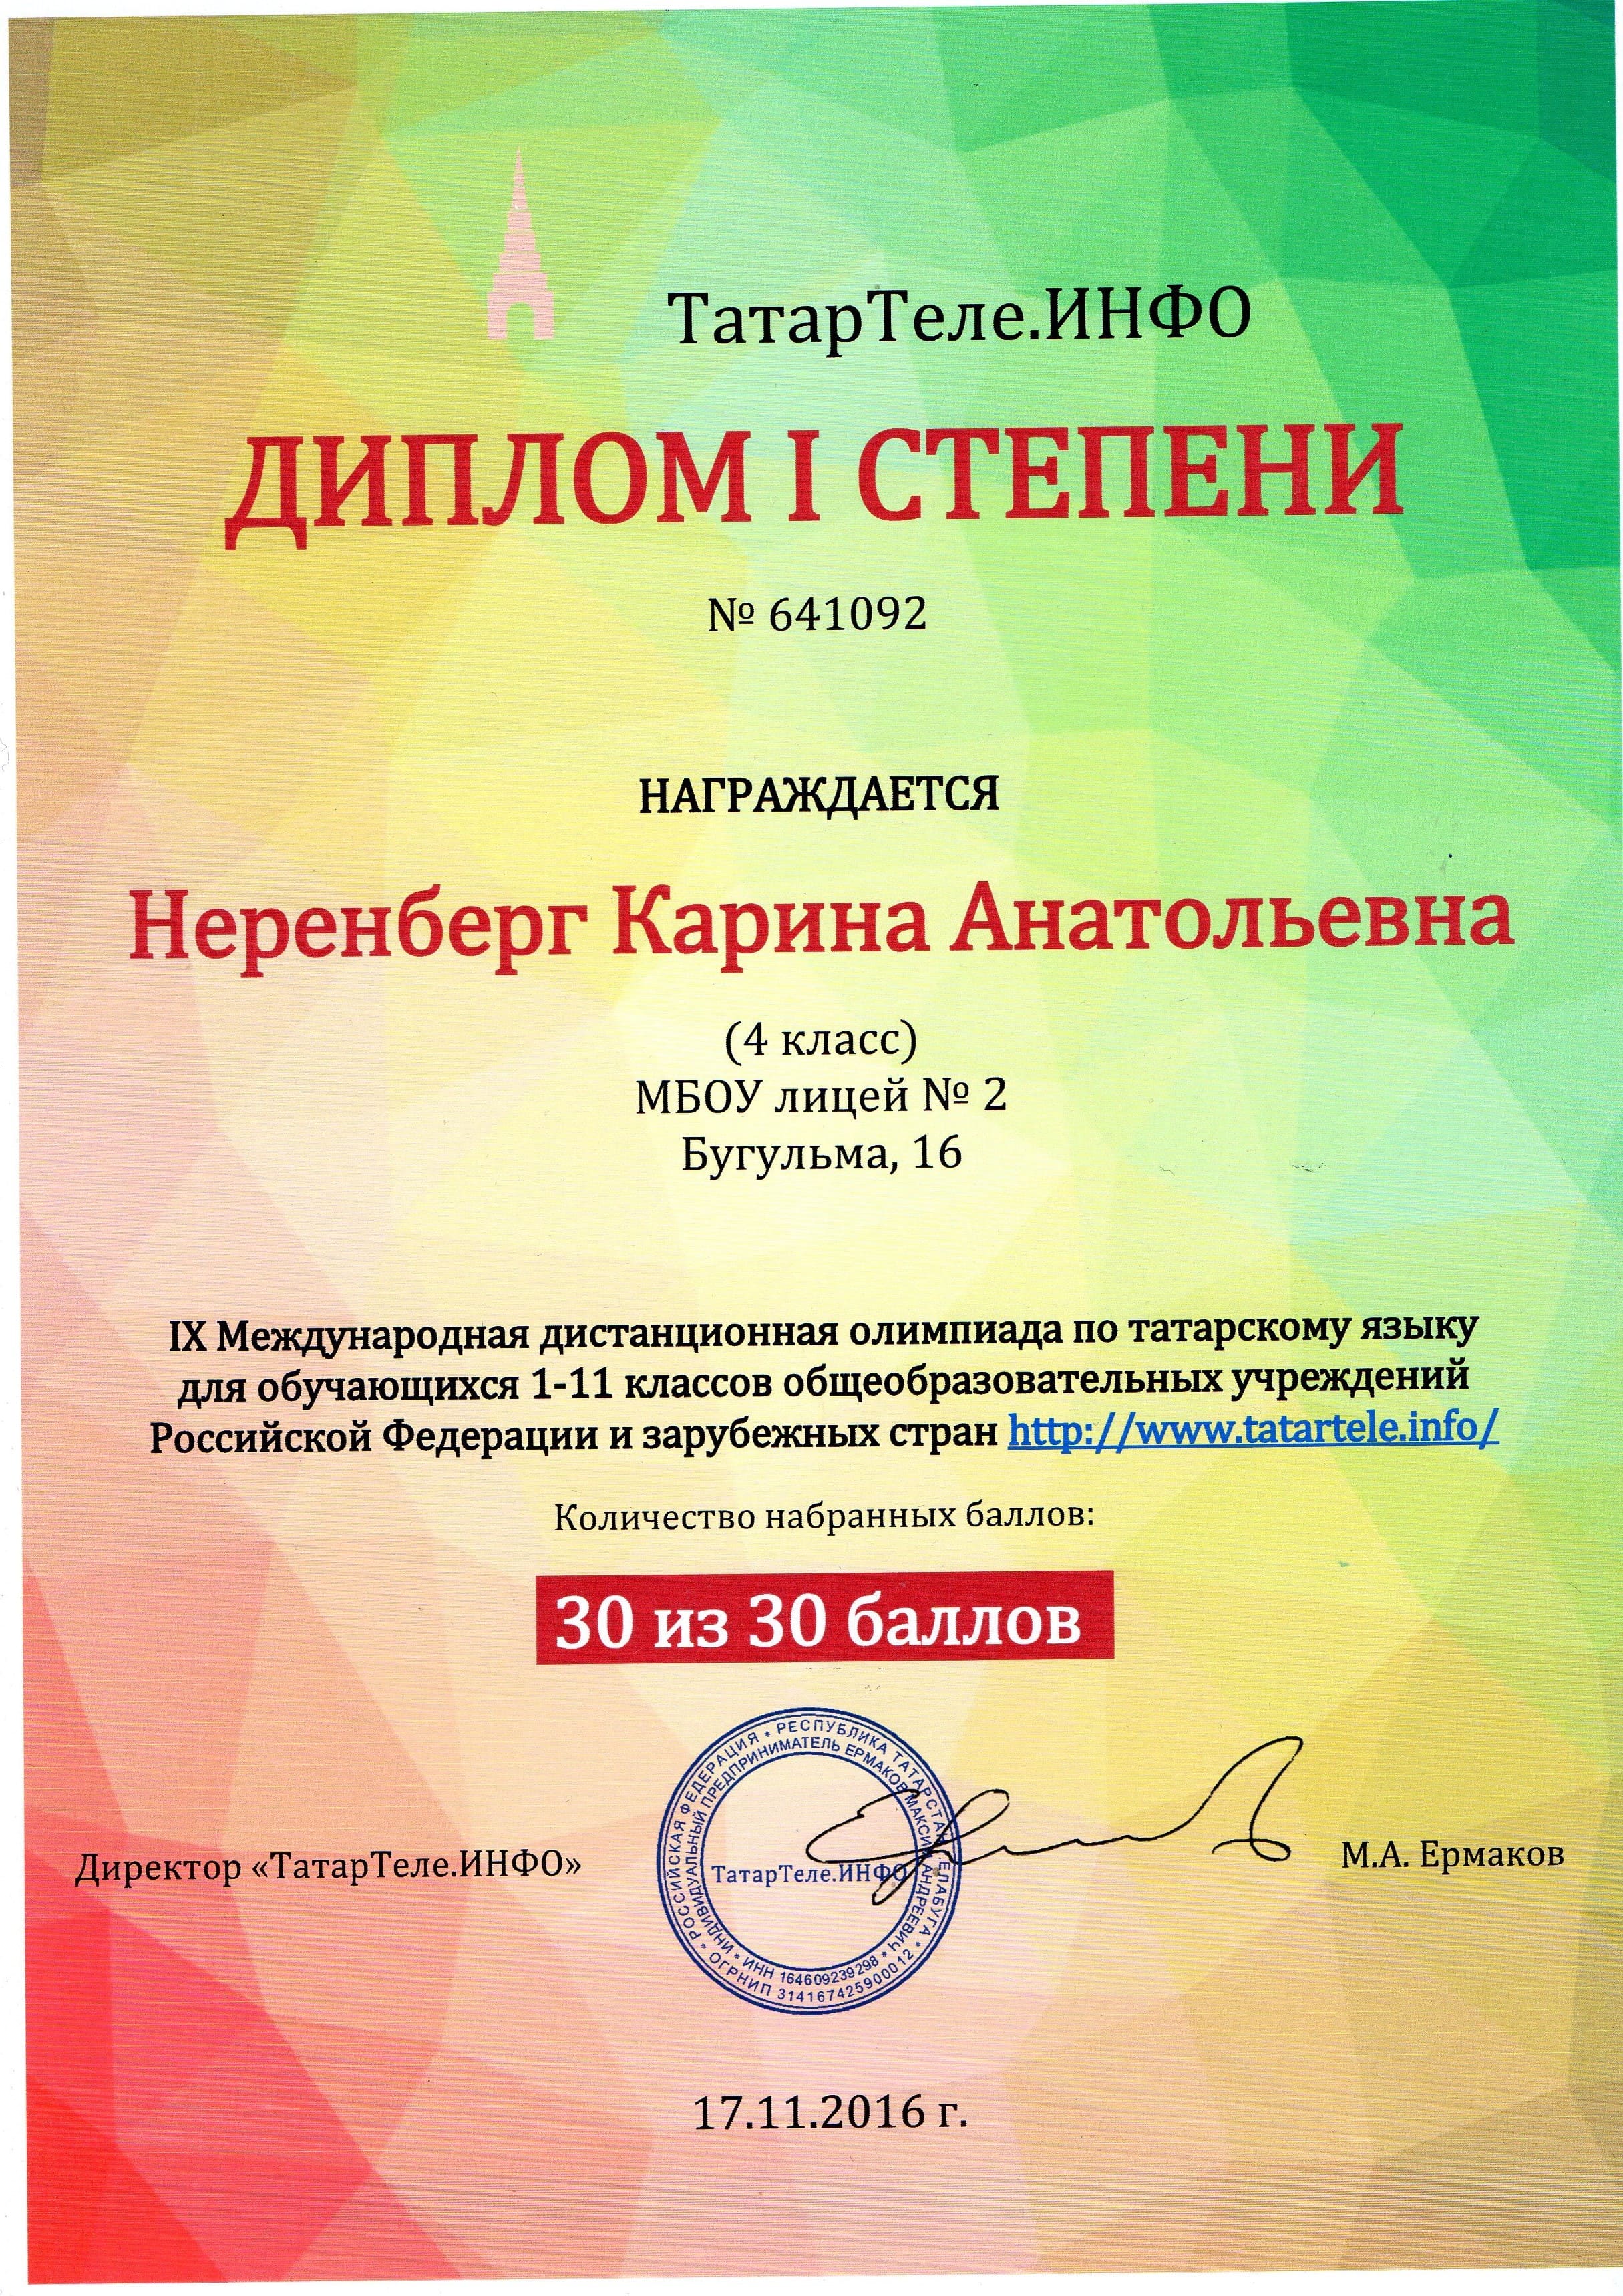 ТатарТеле.ИНФО
ДИПЛОМ I СТЕПЕНИ
№ 641092
НАГРАЖДАЕТСЯ
Неренберг Карина Анатольевна
(4 класс)
МБОУ лицей № 2
Бугульма, 16
IX Международная дистанционная олимпиада по татарскому языку
для обучающихся 1-11 классов общеобразовательных учреждений
Российской Федерации и зарубежных стран http://www.tatartele.info/
Количество набранных баллов:
30 из 30 баллов
Директор «ТатарТеле.ИНФО»
РОССИЙСКАЯ ФЕДЕРАЦИЯ • РЕСПУБЛИКА ТАТАРСТАН Г. ЕЛАБУГА • ОГРНИП 314167425900012 •
ИНДИВИДУАЛЬНЫЙ ПРЕДПРИНИМАТЕЛЬ ЕРМАКОВ МАКСИМ АНДРЕЕВИЧ • ИНН 164609239298 •
ТатарТеле.ИНФО
М.А. Ермаков
17.11.2016 г.